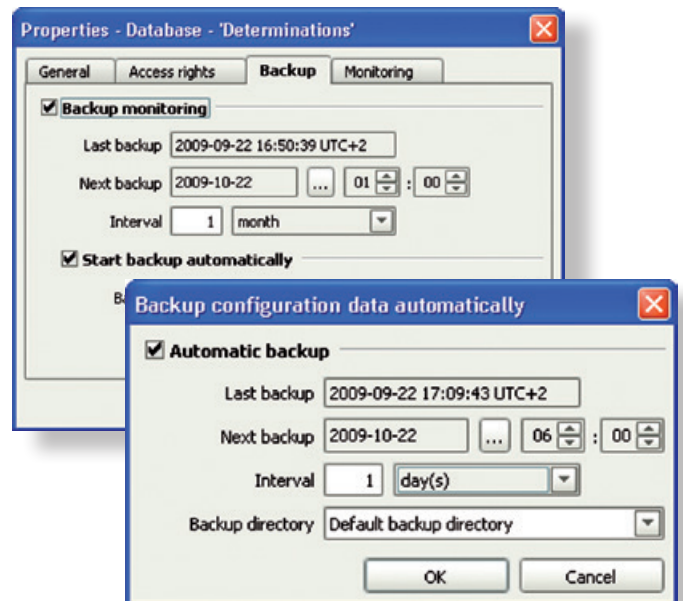 Properties - Database - 'Determinations'
General Access rights Backup Monitoring
Backup monitoring
Last backup 2009-09-22 16:50:39 UTC+2
Next backup 2009-10-22 ... 01 : 00
Interval 1 month
Start backup automatically
Backup configuration data automatically
Automatic backup
Last backup 2009-09-22 17:09:43 UTC+2
Next backup 2009-10-22 ... 06 : 00
Interval 1 day(s)
Backup directory Default backup directory
OK Cancel